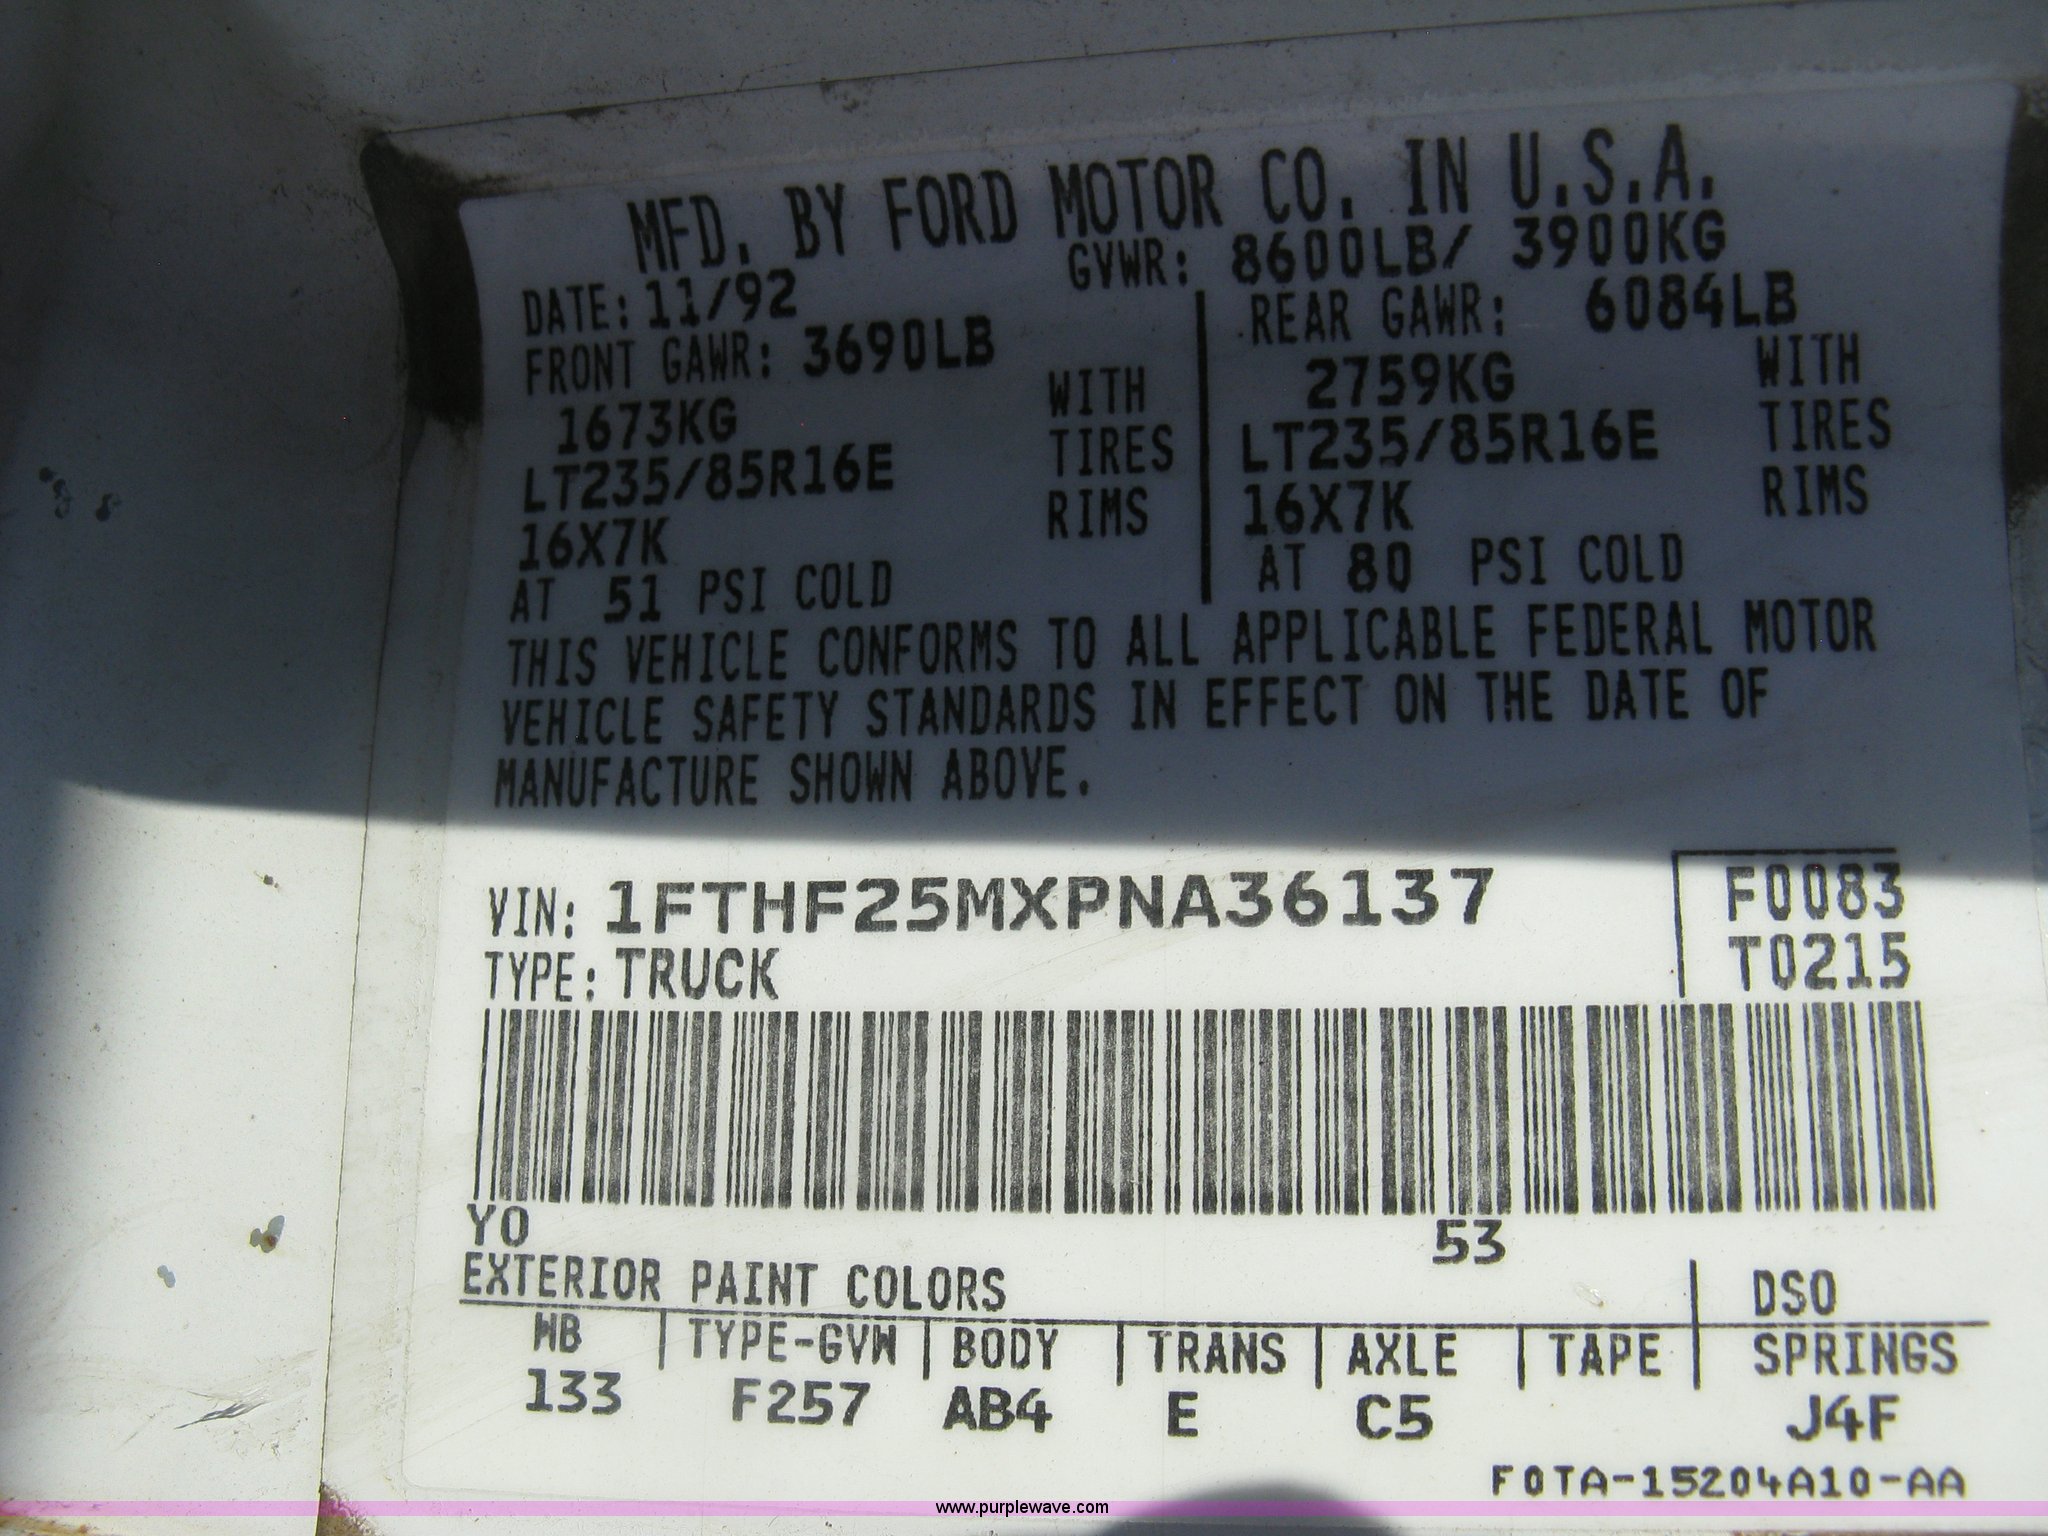 MFD. BY FORD MOTOR CO. IN U.S.A.
DATE: 11/92 GVWR: 8600LB/ 3900KG
FRONT GAWR: 3690LB REAR GAWR: 6084LB
1673KG WITH 2759KG WITH
LT235/85R16E TIRES LT235/85R16E TIRES
16X7K RIMS 16X7K RIMS
AT 51 PSI COLD AT 80 PSI COLD
THIS VEHICLE CONFORMS TO ALL APPLICABLE FEDERAL MOTOR
VEHICLE SAFETY STANDARDS IN EFFECT ON THE DATE OF
MANUFACTURE SHOWN ABOVE.
VIN: 1FTHF25MXPNA36137 F0083
TYPE: TRUCK T0215
YO 53
EXTERIOR PAINT COLORS DSO
WB TYPE-GVW BODY TRANS AXLE TAPE SPRINGS
133 F257 AB4 E C5 J4F
F0TA-15204A10-AA
www.purplewave.com